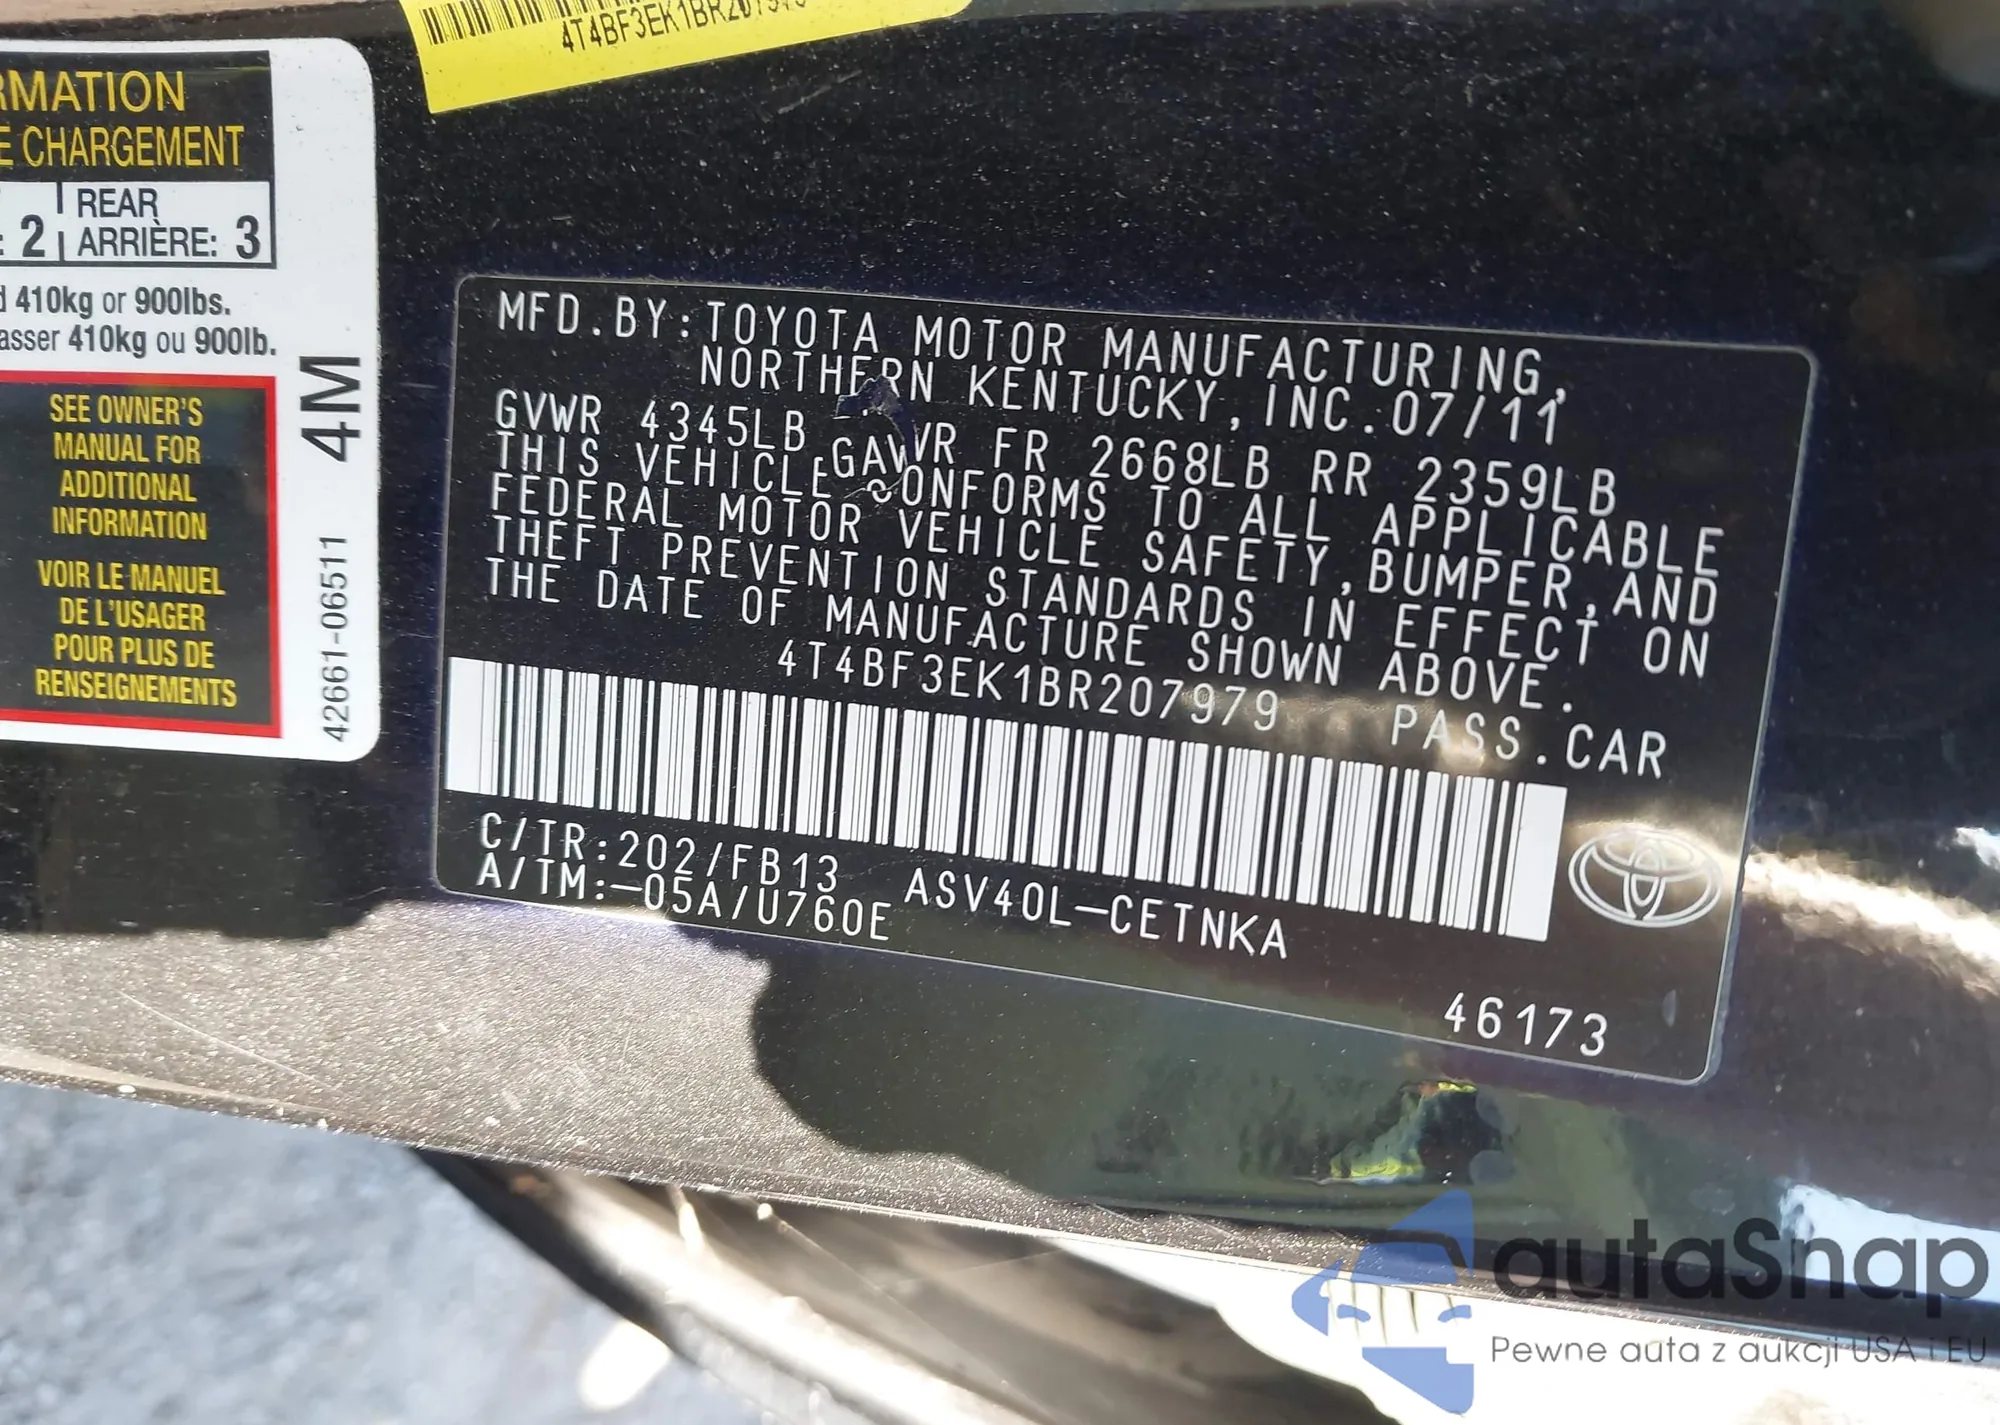 4T4BF3EK1BR207979
RMATION
E CHARGEMENT
2 REAR
ARRIÈRE: 3
410kg or 900lbs.
asser 410kg ou 900lb.
SEE OWNER'S
MANUAL FOR
ADDITIONAL
INFORMATION
VOIR LE MANUEL
DE L'USAGER
POUR PLUS DE
RENSEIGNEMENTS
42661-06511 4M
MFD.BY:TOYOTA MOTOR MANUFACTURING,
NORTHERN KENTUCKY,INC.07/11
GVWR 4345LB GAWR FR 2668LB RR 2359LB
THIS VEHICLE CONFORMS TO ALL APPLICABLE
FEDERAL MOTOR VEHICLE SAFETY,BUMPER,AND
THEFT PREVENTION STANDARDS IN EFFECT ON
THE DATE OF MANUFACTURE SHOWN ABOVE.
4T4BF3EK1BR207979 PASS.CAR
C/TR:202/FB13 ASV40L-CETNKA
A/TM:-05A/U760E
46173
autaSnap
Pewne auta z aukcji USA i EU